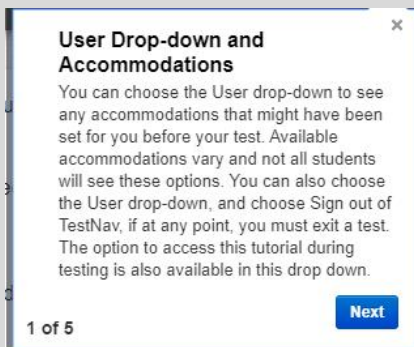 ×
User Drop-down and
Accommodations
You can choose the User drop-down to see
any accommodations that might have been
set for you before your test. Available
accommodations vary and not all students
will see these options. You can also choose
the User drop-down, and choose Sign out of
TestNav, if at any point, you must exit a test.
The option to access this tutorial during
testing is also available in this drop down.
Next
1 of 5